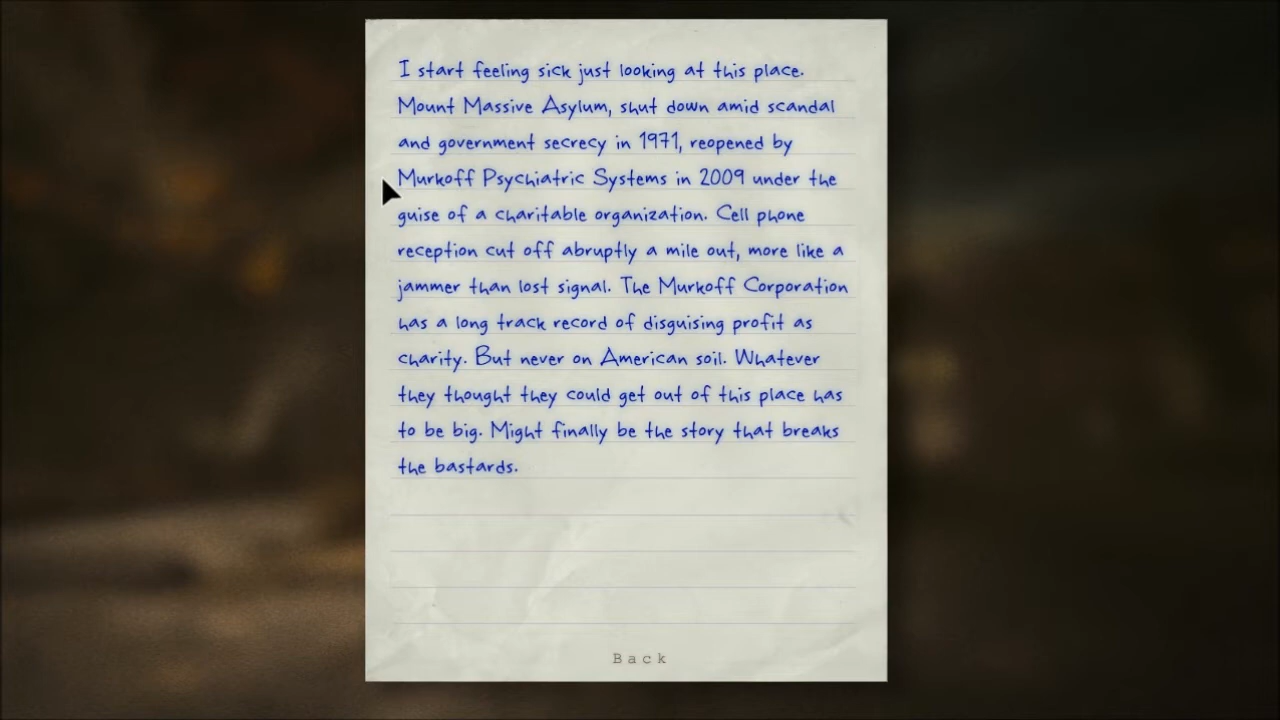 I start feeling sick just looking at this place.
Mount Massive Asylum, shut down amid scandal
and government secrecy in 1971, reopened by
Murkoff Psychiatric Systems in 2009 under the
guise of a charitable organization. Cell phone
reception cut off abruptly a mile out, more like a
jammer than lost signal. The Murkoff Corporation
has a long track record of disguising profit as
charity. But never on American soil. Whatever
they thought they could get out of this place has
to be big. Might finally be the story that breaks
the bastards.
Back